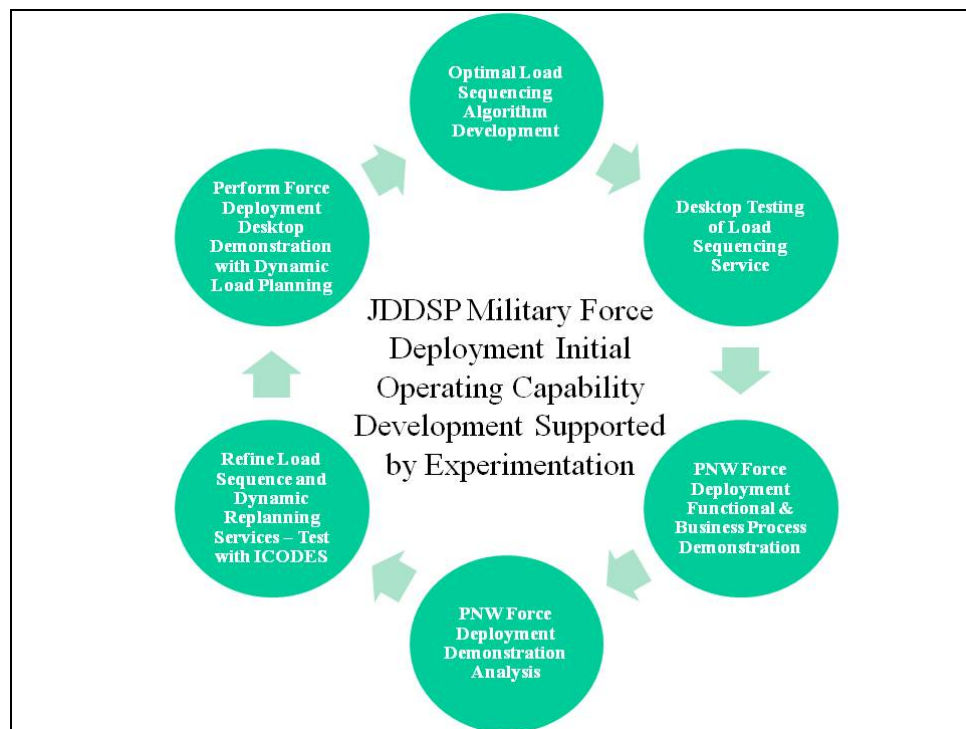 Optimal Load
Sequencing
Algorithm
Development
Desktop Testing
of Load
Sequencing
Service
PNW Force
Deployment
Functional &
Business Process
Demonstration
PNW Force
Deployment
Demonstration
Analysis
Refine Load
Sequence and
Dynamic
Replanning
Services – Test
with ICODES
Perform Force
Deployment
Desktop
Demonstration
with Dynamic
Load Planning
JDDSP Military Force
Deployment Initial
Operating Capability
Development Supported
by Experimentation